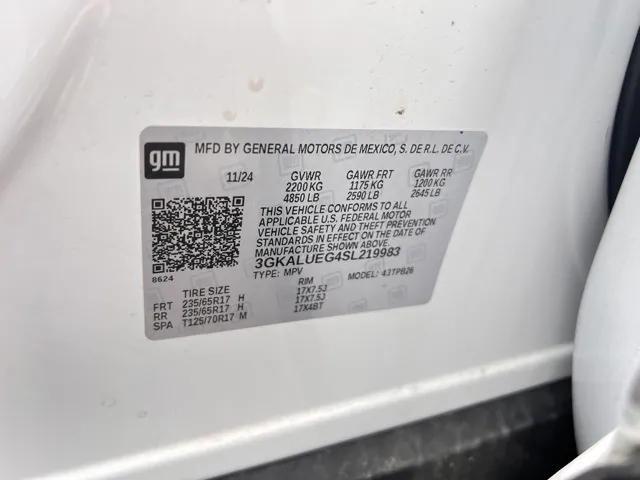 gm MFD BY GENERAL MOTORS DE MEXICO, S. DE R.L. DE C.V.
11/24 GVWR GAWR FRT GAWR RR
2200 KG 1175 KG 1200 KG
4850 LB 2590 LB 2645 LB
THIS VEHICLE CONFORMS TO ALL
APPLICABLE U.S. FEDERAL MOTOR
VEHICLE SAFETY AND THEFT PREVENTION
STANDARDS IN EFFECT ON THE DATE OF
MANUFACTURE SHOWN ABOVE.
3GKALUEG4SL219983
8624
TYPE: MPV MODEL: 43TPB26
TIRE SIZE RIM
FRT 235/65R17 H 17X7.5J
RR 235/65R17 H 17X7.5J
SPA T125/70R17 M 17X4BT